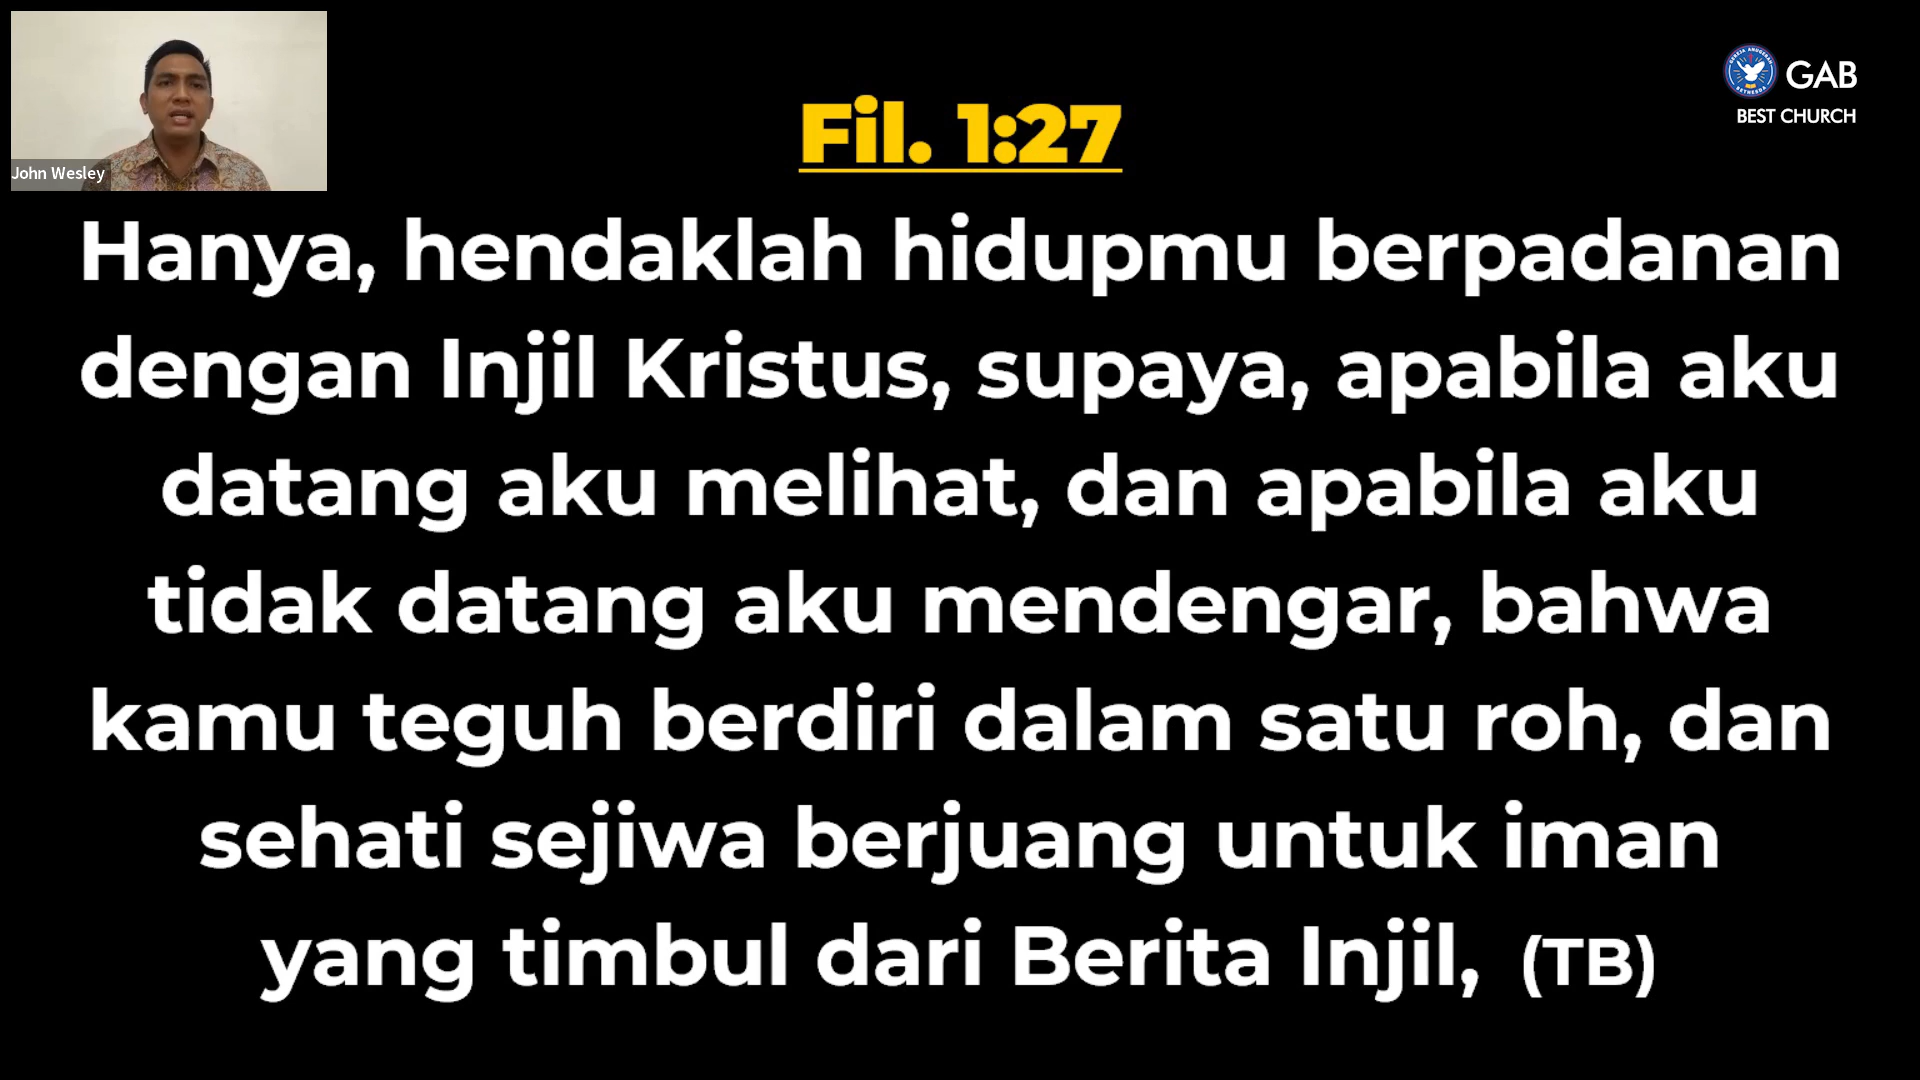 John Wesley
GAB
BEST CHURCH
Fil. 1:27
Hanya, hendaklah hidupmu berpadanan
dengan Injil Kristus, supaya, apabila aku
datang aku melihat, dan apabila aku
tidak datang aku mendengar, bahwa
kamu teguh berdiri dalam satu roh, dan
sehati sejiwa berjuang untuk iman
yang timbul dari Berita Injil, (TB)